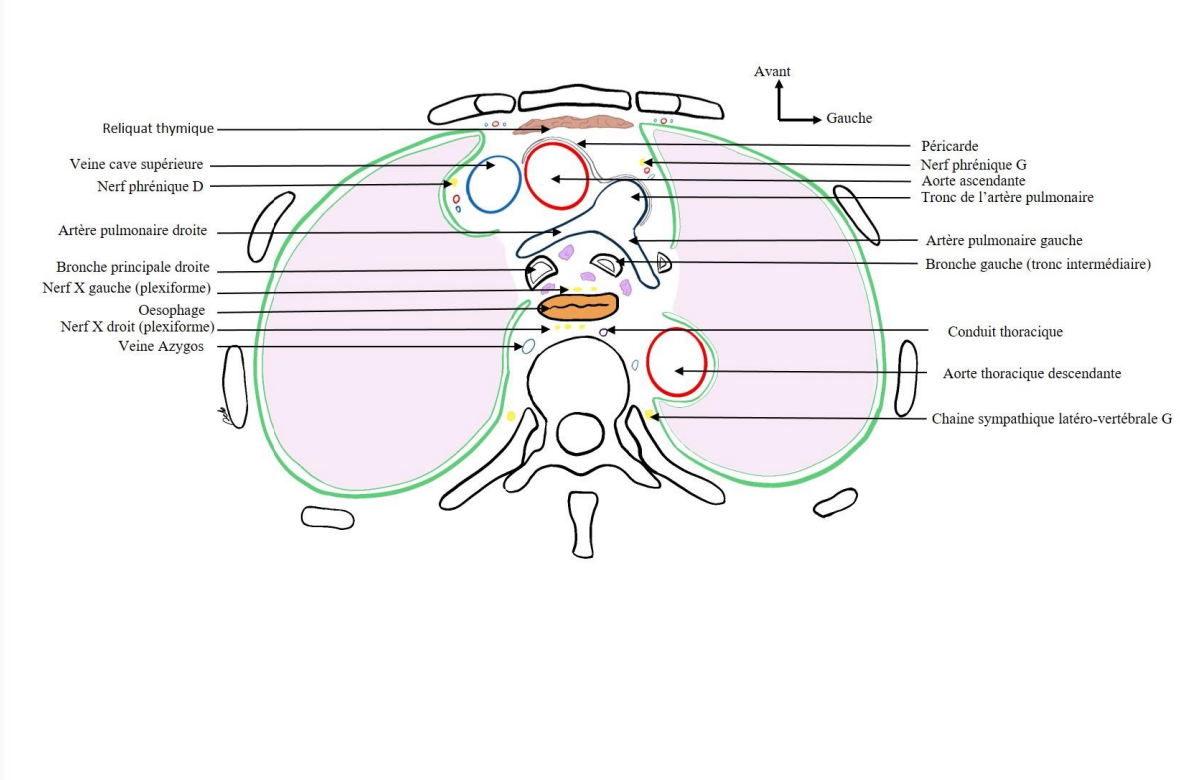 Avant
Gauche
Reliquat thymique
Veine cave supérieure
Nerf phrénique D
Artère pulmonaire droite
Bronche principale droite
Nerf X gauche (plexiforme)
Oesophage
Nerf X droit (plexiforme)
Veine Azygos
Péricarde
Nerf phrénique G
Aorte ascendante
Tronc de l’artère pulmonaire
Artère pulmonaire gauche
Bronche gauche (tronc intermédiaire)
Conduit thoracique
Aorte thoracique descendante
Chaine sympathique latéro-vertébrale G